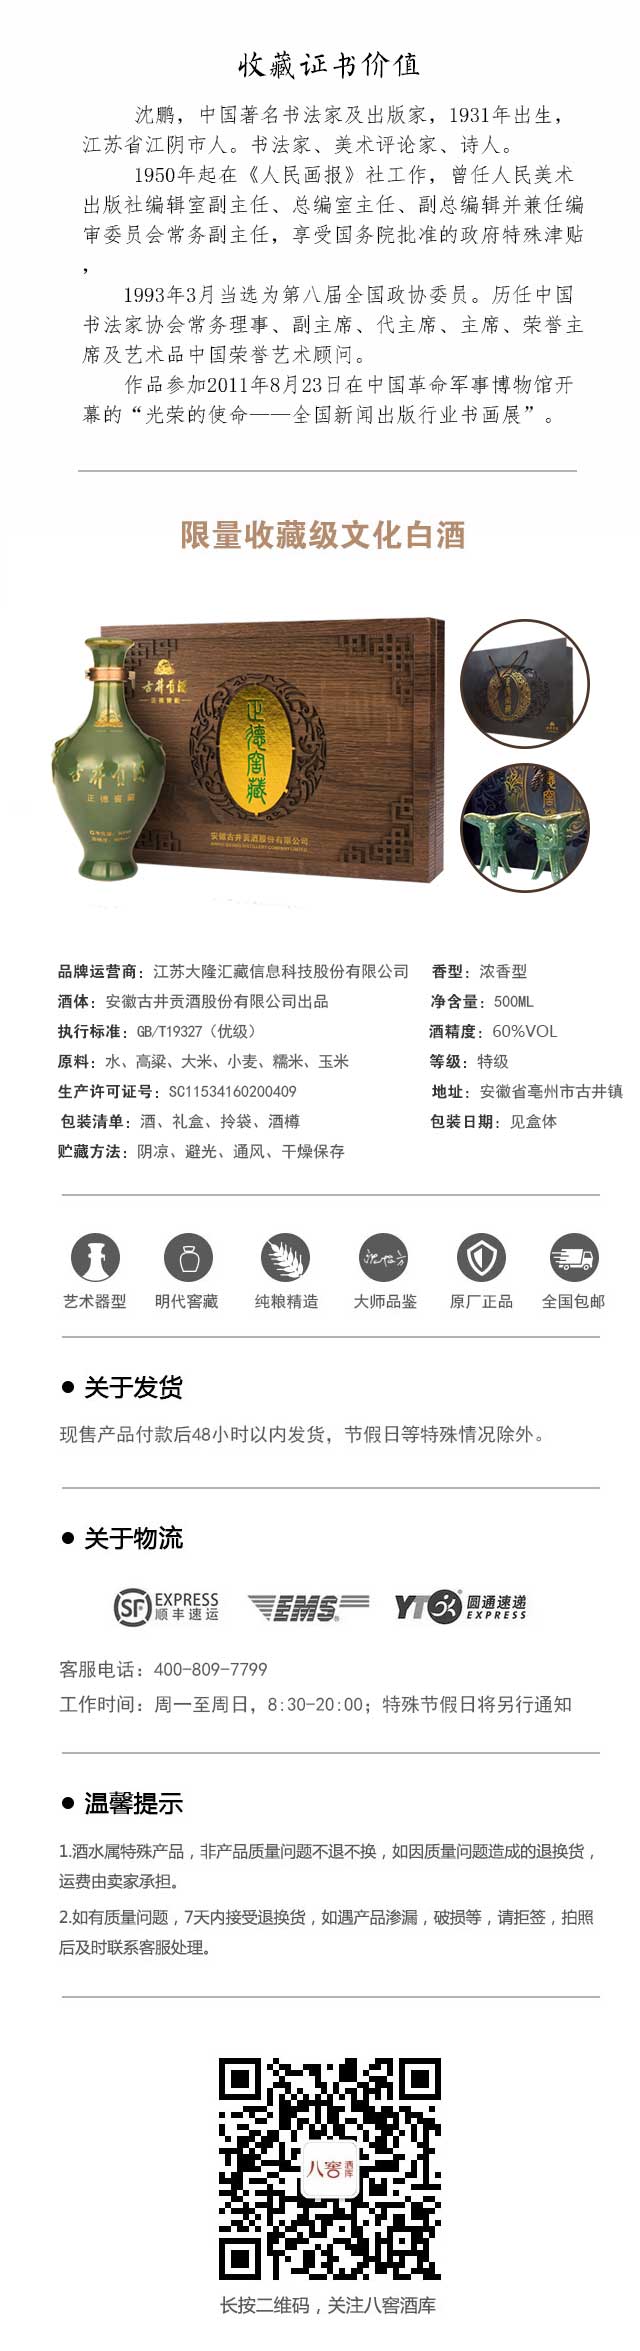 收藏证书价值
沈鹏，中国著名书法家及出版家，1931年出生，
江苏省江阴市人。书法家、美术评论家、诗人。
1950年起在《人民画报》社工作，曾任人民美术
出版社编辑室副主任、总编室主任、副总编辑并兼任编
审委员会常务副主任，享受国务院批准的政府特殊津贴
，
1993年3月当选为第八届全国政协委员。历任中国
书法家协会常务理事、副主席、代主席、主席、荣誉主
席及艺术品中国荣誉艺术顾问。
作品参加2011年8月23日在中国革命军事博物馆开
幕的“光荣的使命——全国新闻出版行业书画展”。
限量收藏级文化白酒
古井贡酒
正德窖藏
古井贡酒
正德窖藏
正德窖藏
安徽古井贡酒股份有限公司
品牌运营商：江苏大隆汇藏信息科技股份有限公司 香型：浓香型
酒体：安徽古井贡酒股份有限公司出品 净含量：500ML
执行标准：GB/T19327（优级） 酒精度：60%VOL
原料：水、高粱、大米、小麦、糯米、玉米 等级：特级
生产许可证号：SC11534160200409 地址：安徽省亳州市古井镇
包装清单：酒、礼盒、拎袋、酒樽 包装日期：见盒体
贮藏方法：阴凉、避光、通风、干燥保存
艺术器型 明代窖藏 纯粮精造 大师品鉴 原厂正品 全国包邮
● 关于发货
现售产品付款后48小时以内发货，节假日等特殊情况除外。
● 关于物流
SF EXPRESS 顺丰速运 EMS YTO 圆通速递 EXPRESS
客服电话：400-809-7799
工作时间：周一至周日，8:30-20:00；特殊节假日将另行通知
● 温馨提示
1.酒水属特殊产品，非产品质量问题不退不换，如因质量问题造成的退换货，
运费由卖家承担。
2.如有质量问题，7天内接受退换货，如遇产品渗漏，破损等，请拒签，拍照
后及时联系客服处理。
八窖酒库
长按二维码，关注八窖酒库